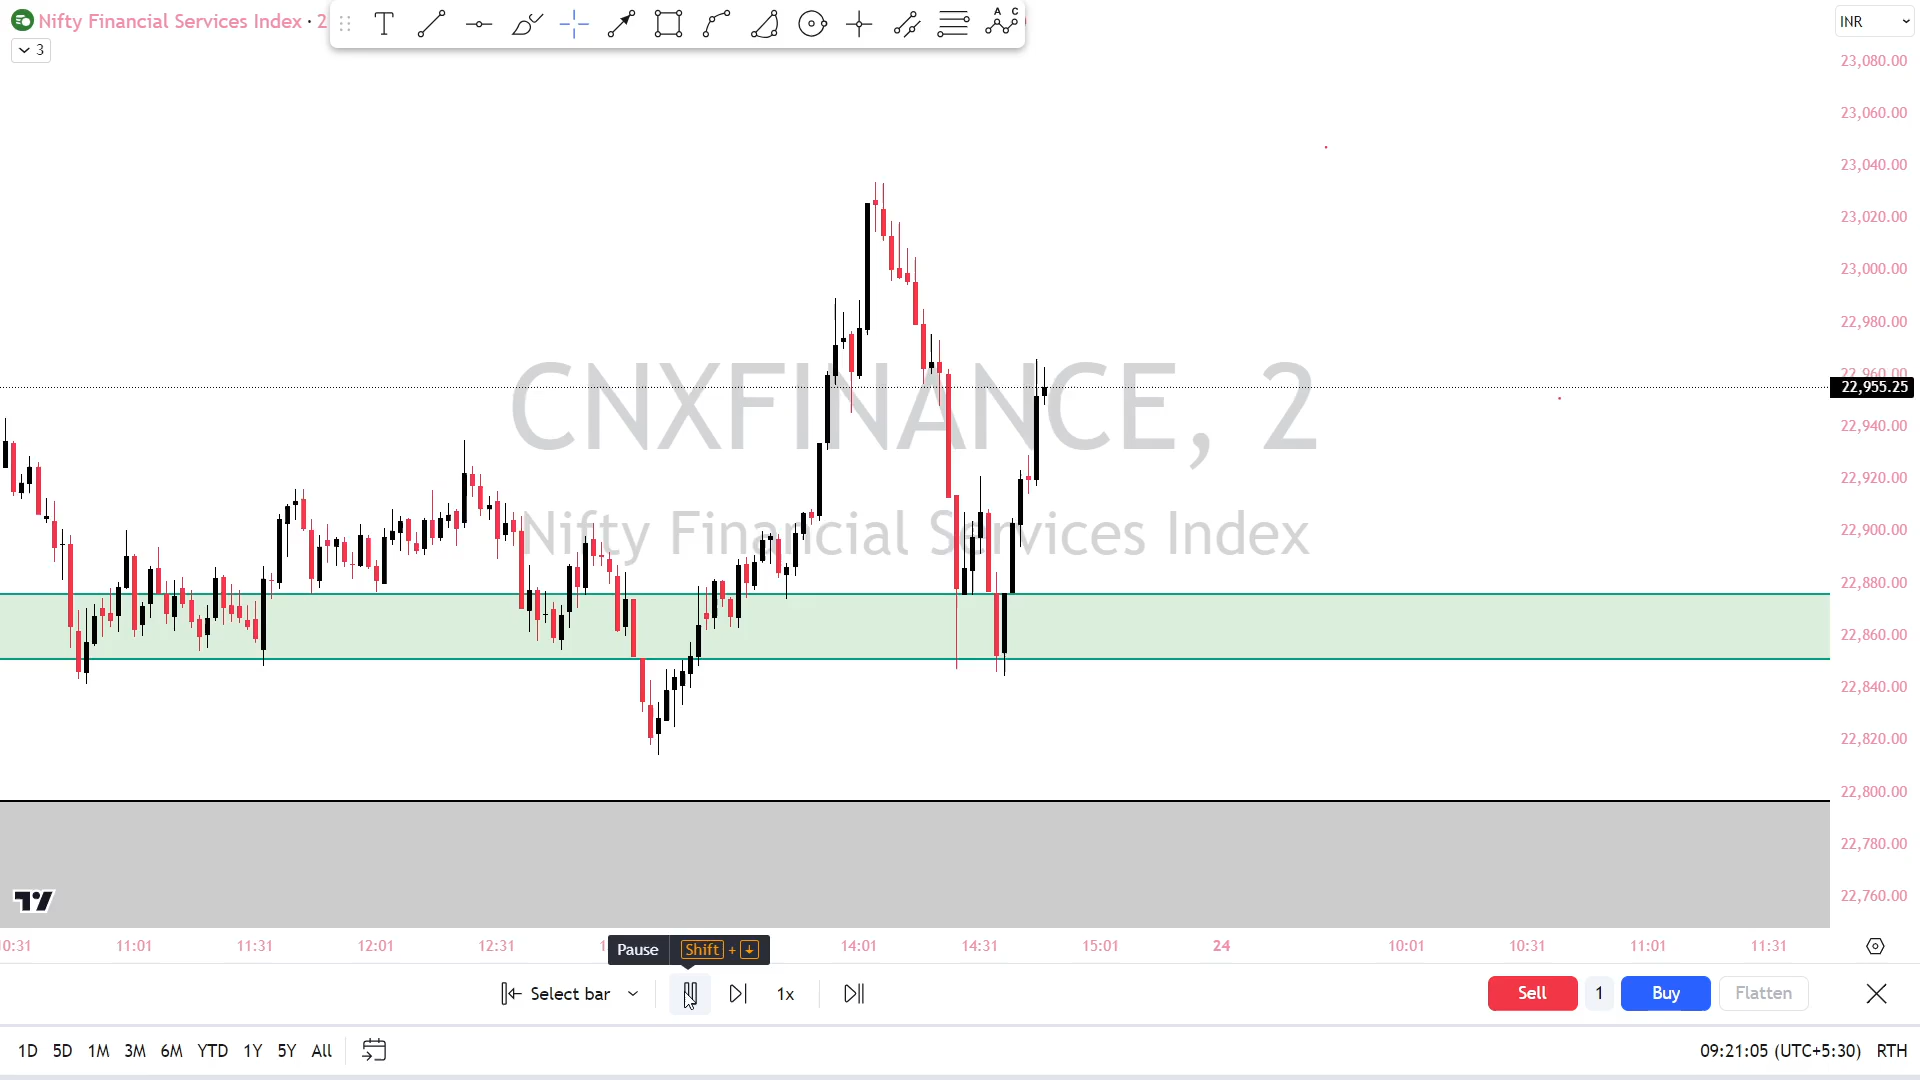 Nifty Financial Services Index · 2
INR
3
A C
23,080.00
23,060.00
23,040.00
23,020.00
23,000.00
22,980.00
22,960.00
22,955.25
22,940.00
22,920.00
22,900.00
22,880.00
22,860.00
22,840.00
22,820.00
22,800.00
22,780.00
22,760.00
CNXFINANCE, 2
Nifty Financial Services Index
0:31 11:01 11:31 12:01 12:31 1 14:01 14:31 15:01 24 10:01 10:31 11:01 11:31
Pause Shift + ↓
Select bar 1x Sell 1 Buy Flatten
1D 5D 1M 3M 6M YTD 1Y 5Y All 09:21:05 (UTC+5:30) RTH